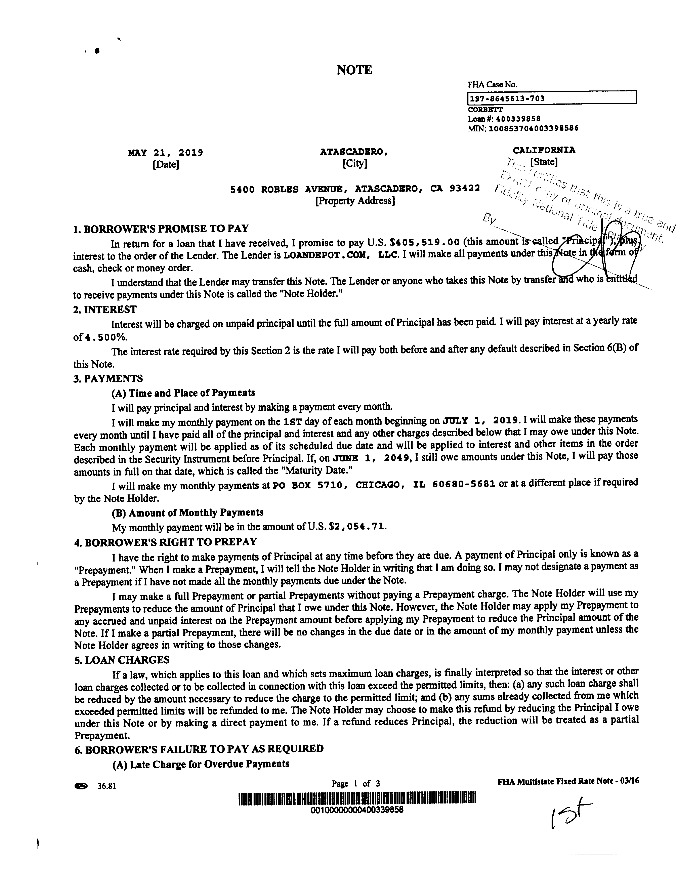 NOTE
FHA Case No.
197-8645613-703
CORBETT
Loan #: 400339858
MIN: 100853704003398586
MAY 21, 2019 ATASCADERO, CALIFORNIA
[Date] [City] [State]
5400 ROBLES AVENUE, ATASCADERO, CA 93422
[Property Address]
that this is a true and
Fidelity National Title
By
1. BORROWER'S PROMISE TO PAY
In return for a loan that I have received, I promise to pay U.S. $405,519.00 (this amount is called "Principal"), plus
interest to the order of the Lender. The Lender is LOANDEPOT.COM, LLC. I will make all payments under this Note in the form of
cash, check or money order.
I understand that the Lender may transfer this Note. The Lender or anyone who takes this Note by transfer and who is entitled
to receive payments under this Note is called the "Note Holder."
2. INTEREST
Interest will be charged on unpaid principal until the full amount of Principal has been paid. I will pay interest at a yearly rate
of 4.500%.
The interest rate required by this Section 2 is the rate I will pay both before and after any default described in Section 6(B) of
this Note.
3. PAYMENTS
(A) Time and Place of Payments
I will pay principal and interest by making a payment every month.
I will make my monthly payment on the 1ST day of each month beginning on JULY 1, 2019. I will make these payments
every month until I have paid all of the principal and interest and any other charges described below that I may owe under this Note.
Each monthly payment will be applied as of its scheduled due date and will be applied to interest and other items in the order
described in the Security Instrument before Principal. If, on JUNE 1, 2049, I still owe amounts under this Note, I will pay those
amounts in full on that date, which is called the "Maturity Date."
I will make my monthly payments at PO BOX 5710, CHICAGO, IL 60680-5681 or at a different place if required
by the Note Holder.
(B) Amount of Monthly Payments
My monthly payment will be in the amount of U.S. $2,054.71.
4. BORROWER'S RIGHT TO PREPAY
I have the right to make payments of Principal at any time before they are due. A payment of Principal only is known as a
"Prepayment." When I make a Prepayment, I will tell the Note Holder in writing that I am doing so. I may not designate a payment as
a Prepayment if I have not made all the monthly payments due under the Note.
I may make a full Prepayment or partial Prepayments without paying a Prepayment charge. The Note Holder will use my
Prepayments to reduce the amount of Principal that I owe under this Note. However, the Note Holder may apply my Prepayment to
any accrued and unpaid interest on the Prepayment amount before applying my Prepayment to reduce the Principal amount of the
Note. If I make a partial Prepayment, there will be no changes in the due date or in the amount of my monthly payment unless the
Note Holder agrees in writing to those changes.
5. LOAN CHARGES
If a law, which applies to this loan and which sets maximum loan charges, is finally interpreted so that the interest or other
loan charges collected or to be collected in connection with this loan exceed the permitted limits, then: (a) any such loan charge shall
be reduced by the amount necessary to reduce the charge to the permitted limit; and (b) any sums already collected from me which
exceeded permitted limits will be refunded to me. The Note Holder may choose to make this refund by reducing the Principal I owe
under this Note or by making a direct payment to me. If a refund reduces Principal, the reduction will be treated as a partial
Prepayment.
6. BORROWER'S FAILURE TO PAY AS REQUIRED
(A) Late Charge for Overdue Payments
36.81 Page 1 of 3 FHA Multistate Fixed Rate Note - 03/16
00100000000400339858
1st